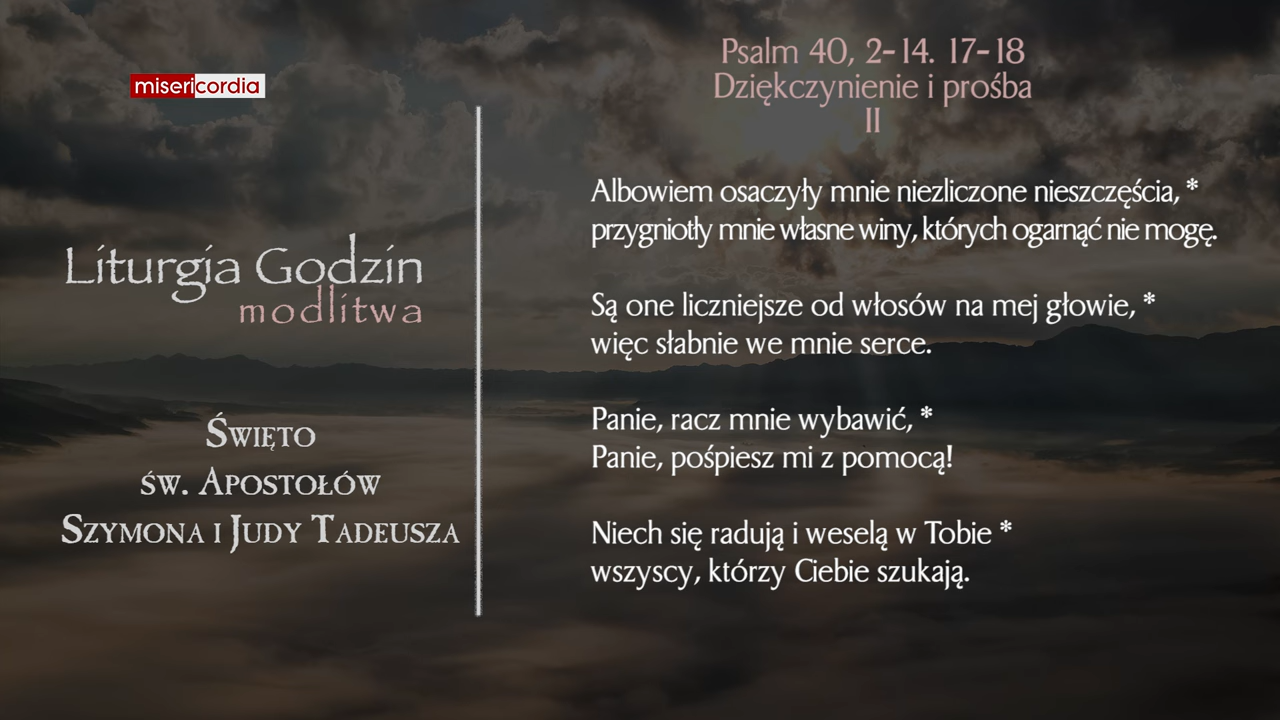 misericordia
Liturgia Godzin
modlitwa
Święto
św. Apostołów
Szymona i Judy Tadeusza
Psalm 40, 2-14. 17-18
Dziękczynienie i prośba
II
Albowiem osaczyły mnie niezliczone nieszczęścia, *
przygniotły mnie własne winy, których ogarnąć nie mogę.
Są one liczniejsze od włosów na mej głowie, *
więc słabnie we mnie serce.
Panie, racz mnie wybawić, *
Panie, pośpiesz mi z pomocą!
Niech się radują i weselą w Tobie *
wszyscy, którzy Ciebie szukają.